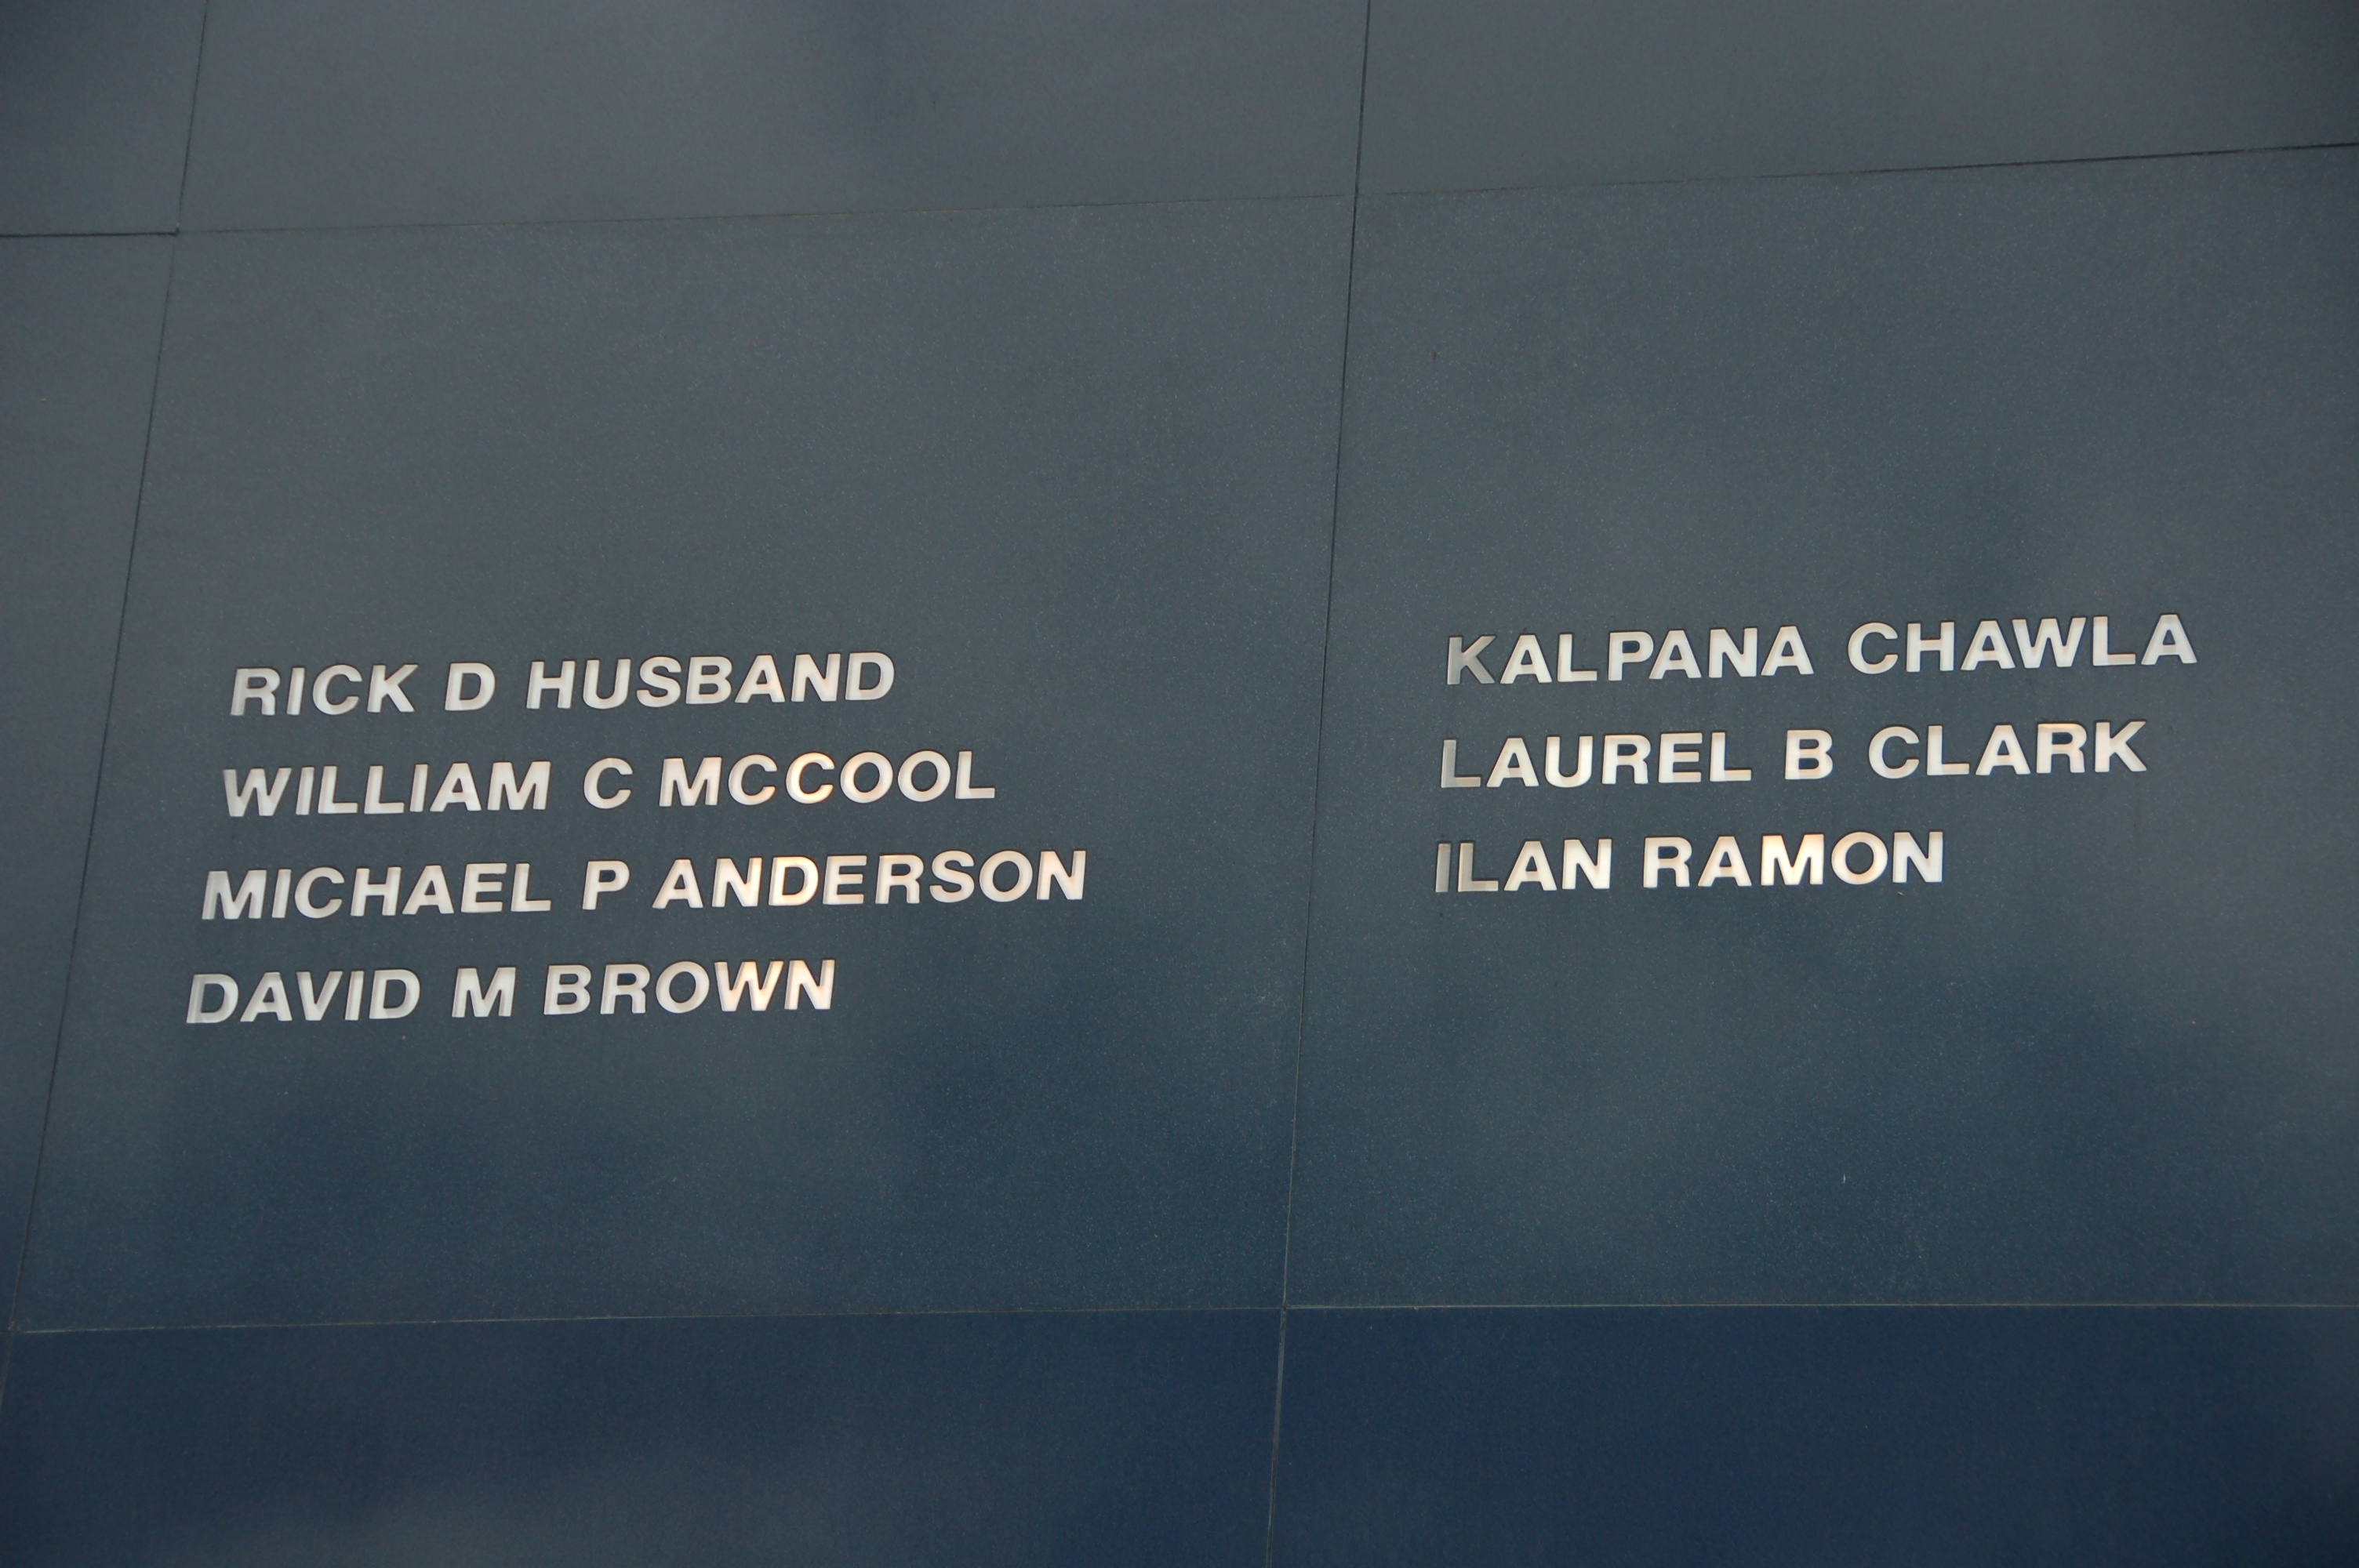 RICK D HUSBAND
WILLIAM C MCCOOL
MICHAEL P ANDERSON
DAVID M BROWN
KALPANA CHAWLA
LAUREL B CLARK
ILAN RAMON